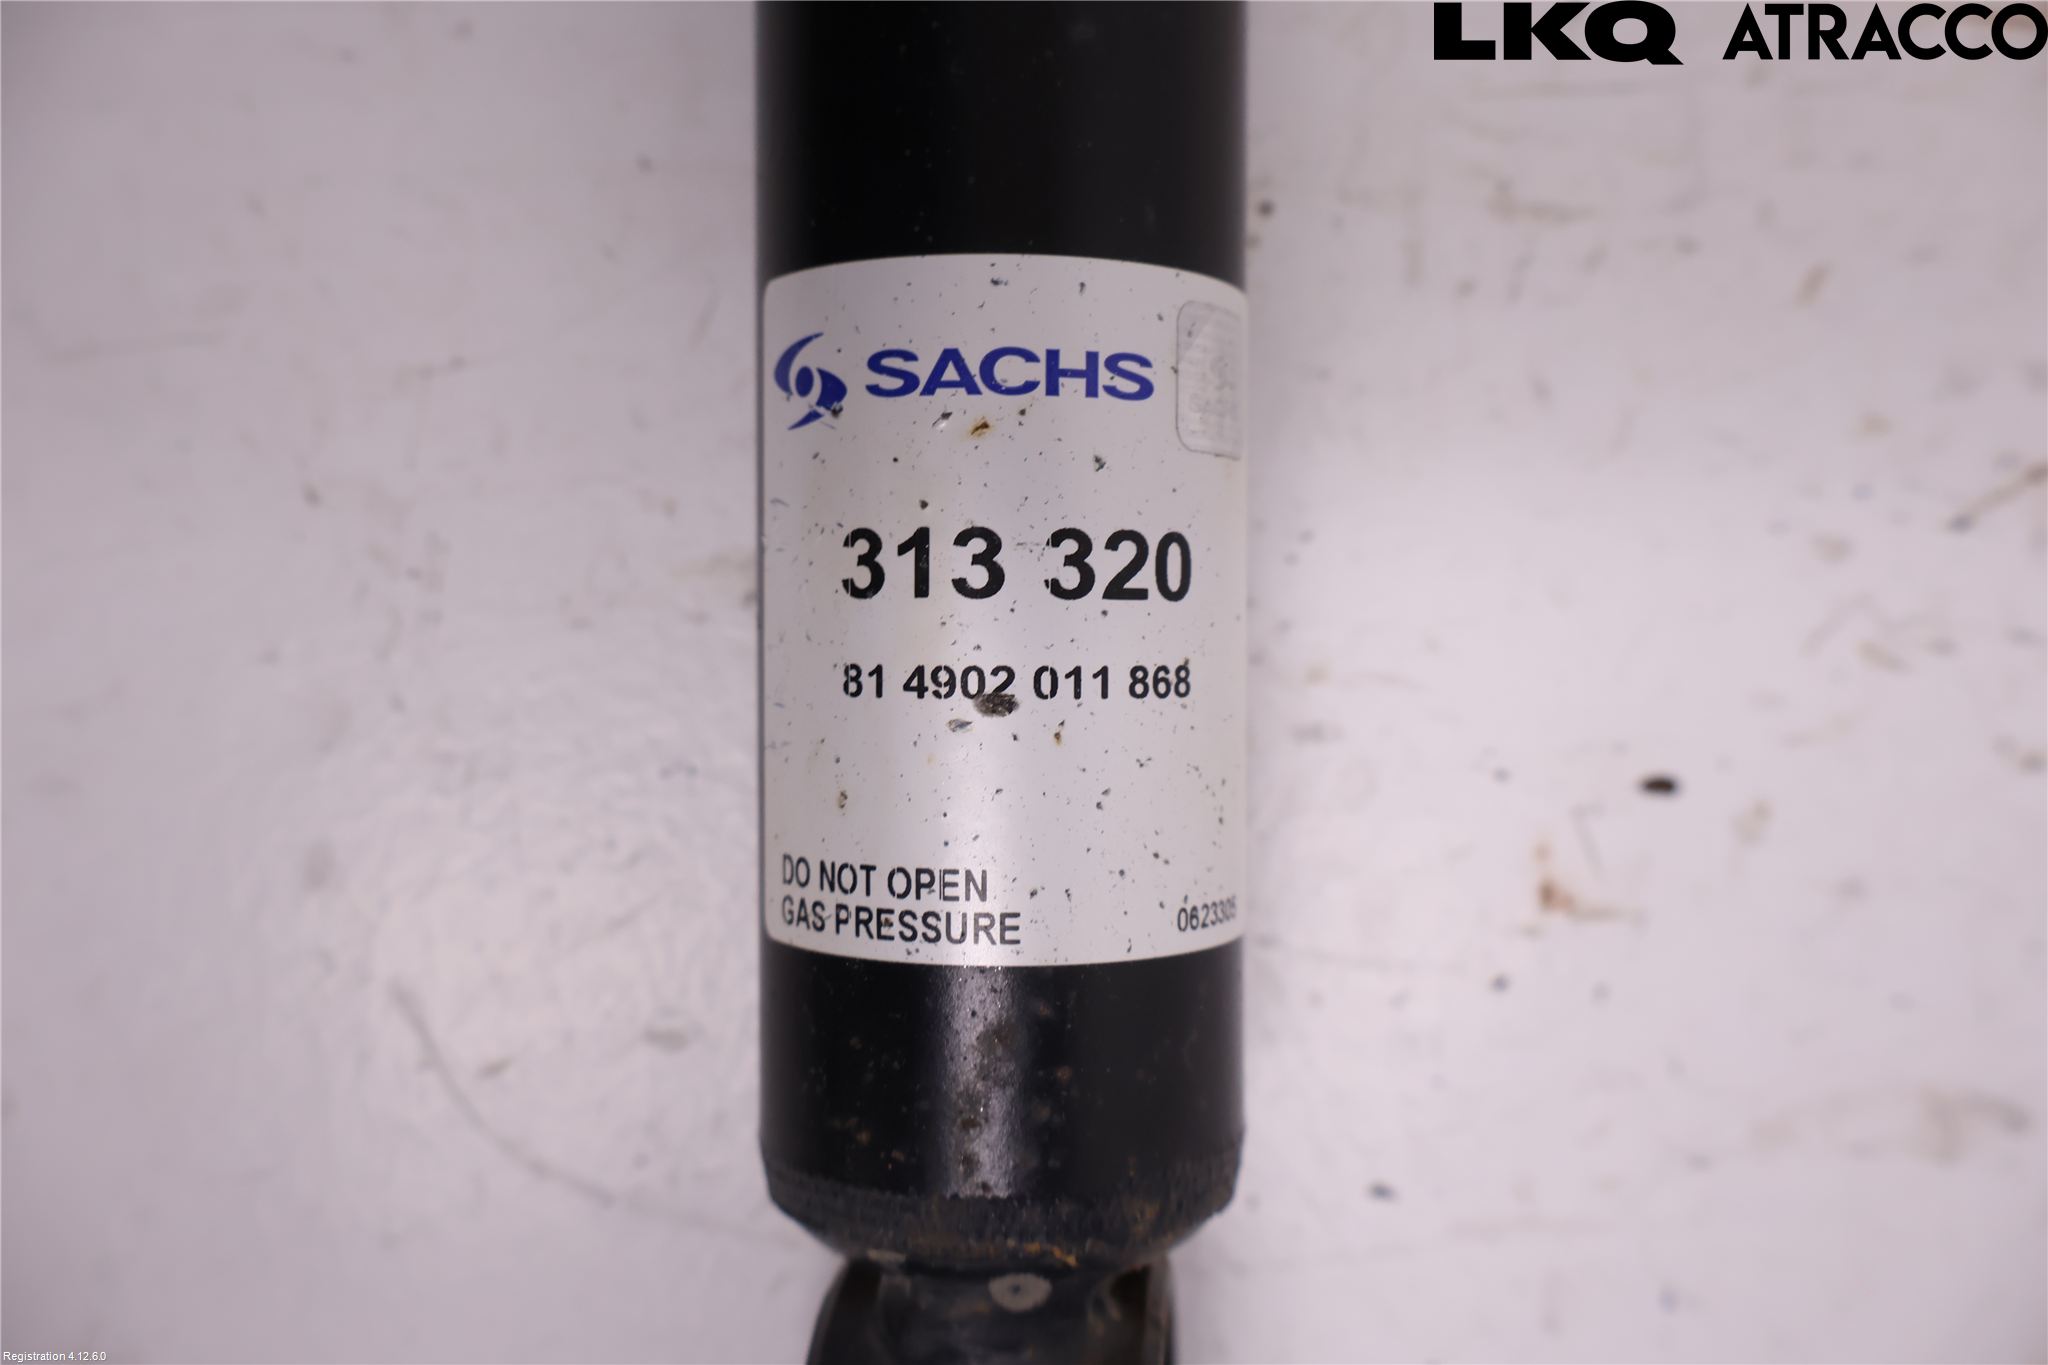 LKQ ATRACCO
SACHS
313 320
81 4902 011 868
DO NOT OPEN
GAS PRESSURE
0623305
Registration 4.12.6.0